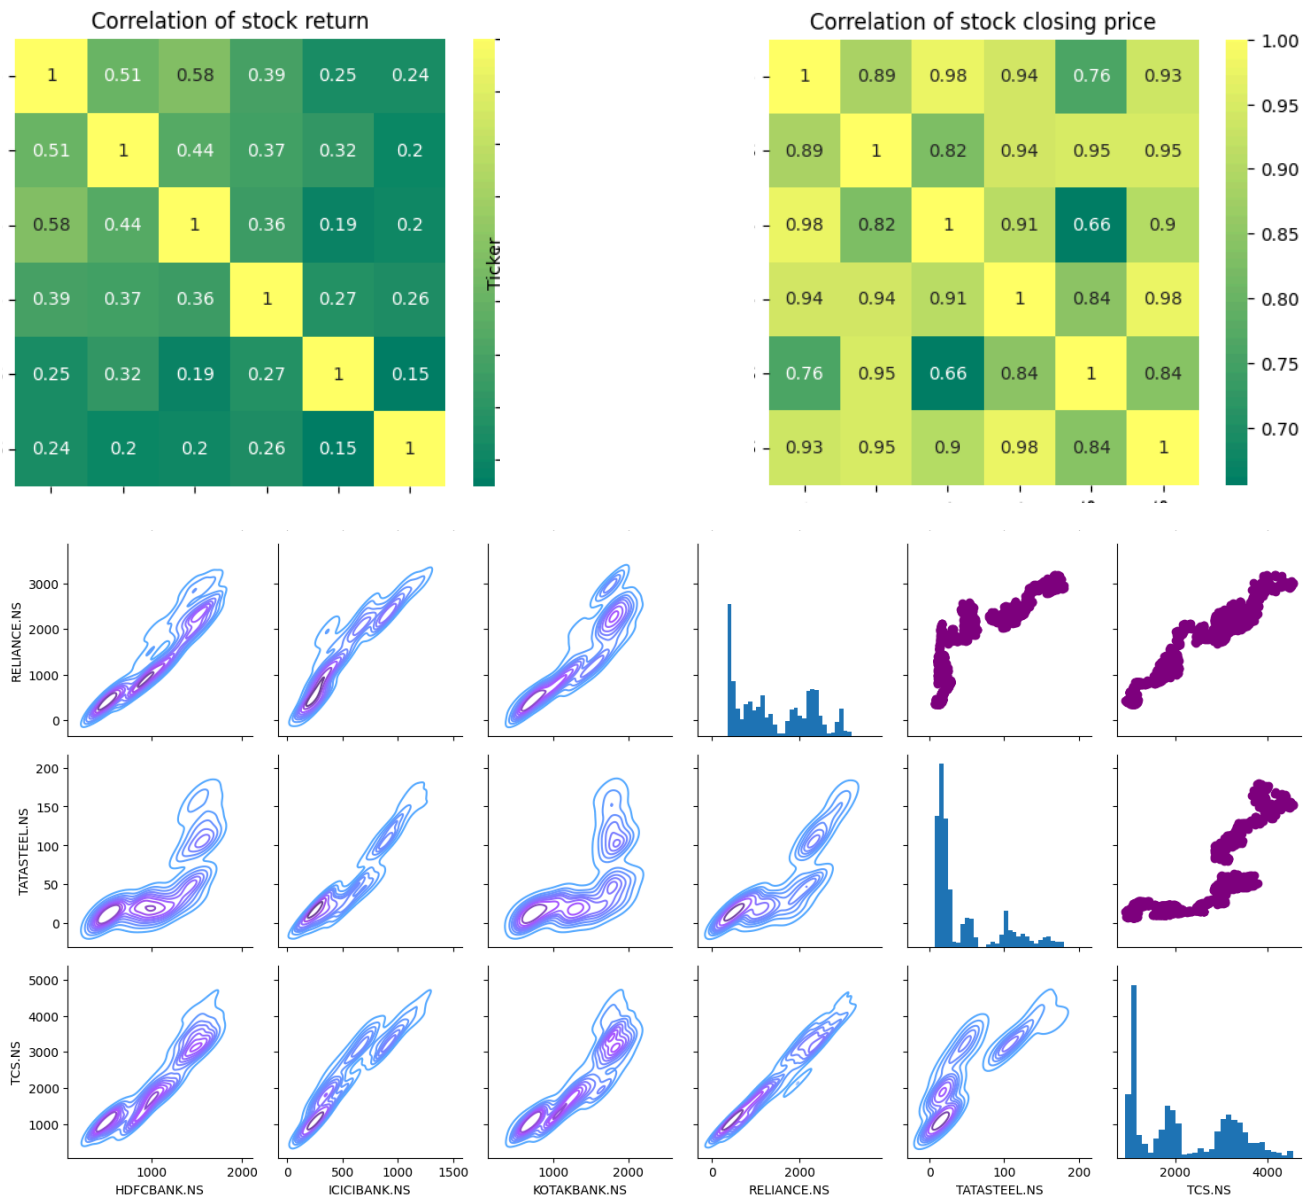 Correlation of stock return
1 0.51 0.58 0.39 0.25 0.24
0.51 1 0.44 0.37 0.32 0.2
0.58 0.44 1 0.36 0.19 0.2
0.39 0.37 0.36 1 0.27 0.26
0.25 0.32 0.19 0.27 1 0.15
0.24 0.2 0.2 0.26 0.15 1
Ticker
Correlation of stock closing price
1 0.89 0.98 0.94 0.76 0.93
0.89 1 0.82 0.94 0.95 0.95
0.98 0.82 1 0.91 0.66 0.9
0.94 0.94 0.91 1 0.84 0.98
0.76 0.95 0.66 0.84 1 0.84
0.93 0.95 0.9 0.98 0.84 1
1.00
0.95
0.90
0.85
0.80
0.75
0.70
RELIANCE.NS
3000
2000
1000
0
TATASTEEL.NS
200
150
100
50
0
TCS.NS
5000
4000
3000
2000
1000
1000 2000
HDFCBANK.NS
0 500 1000 1500
ICICIBANK.NS
1000 2000
KOTAKBANK.NS
0 2000
RELIANCE.NS
0 100 200
TATASTEEL.NS
2000 4000
TCS.NS